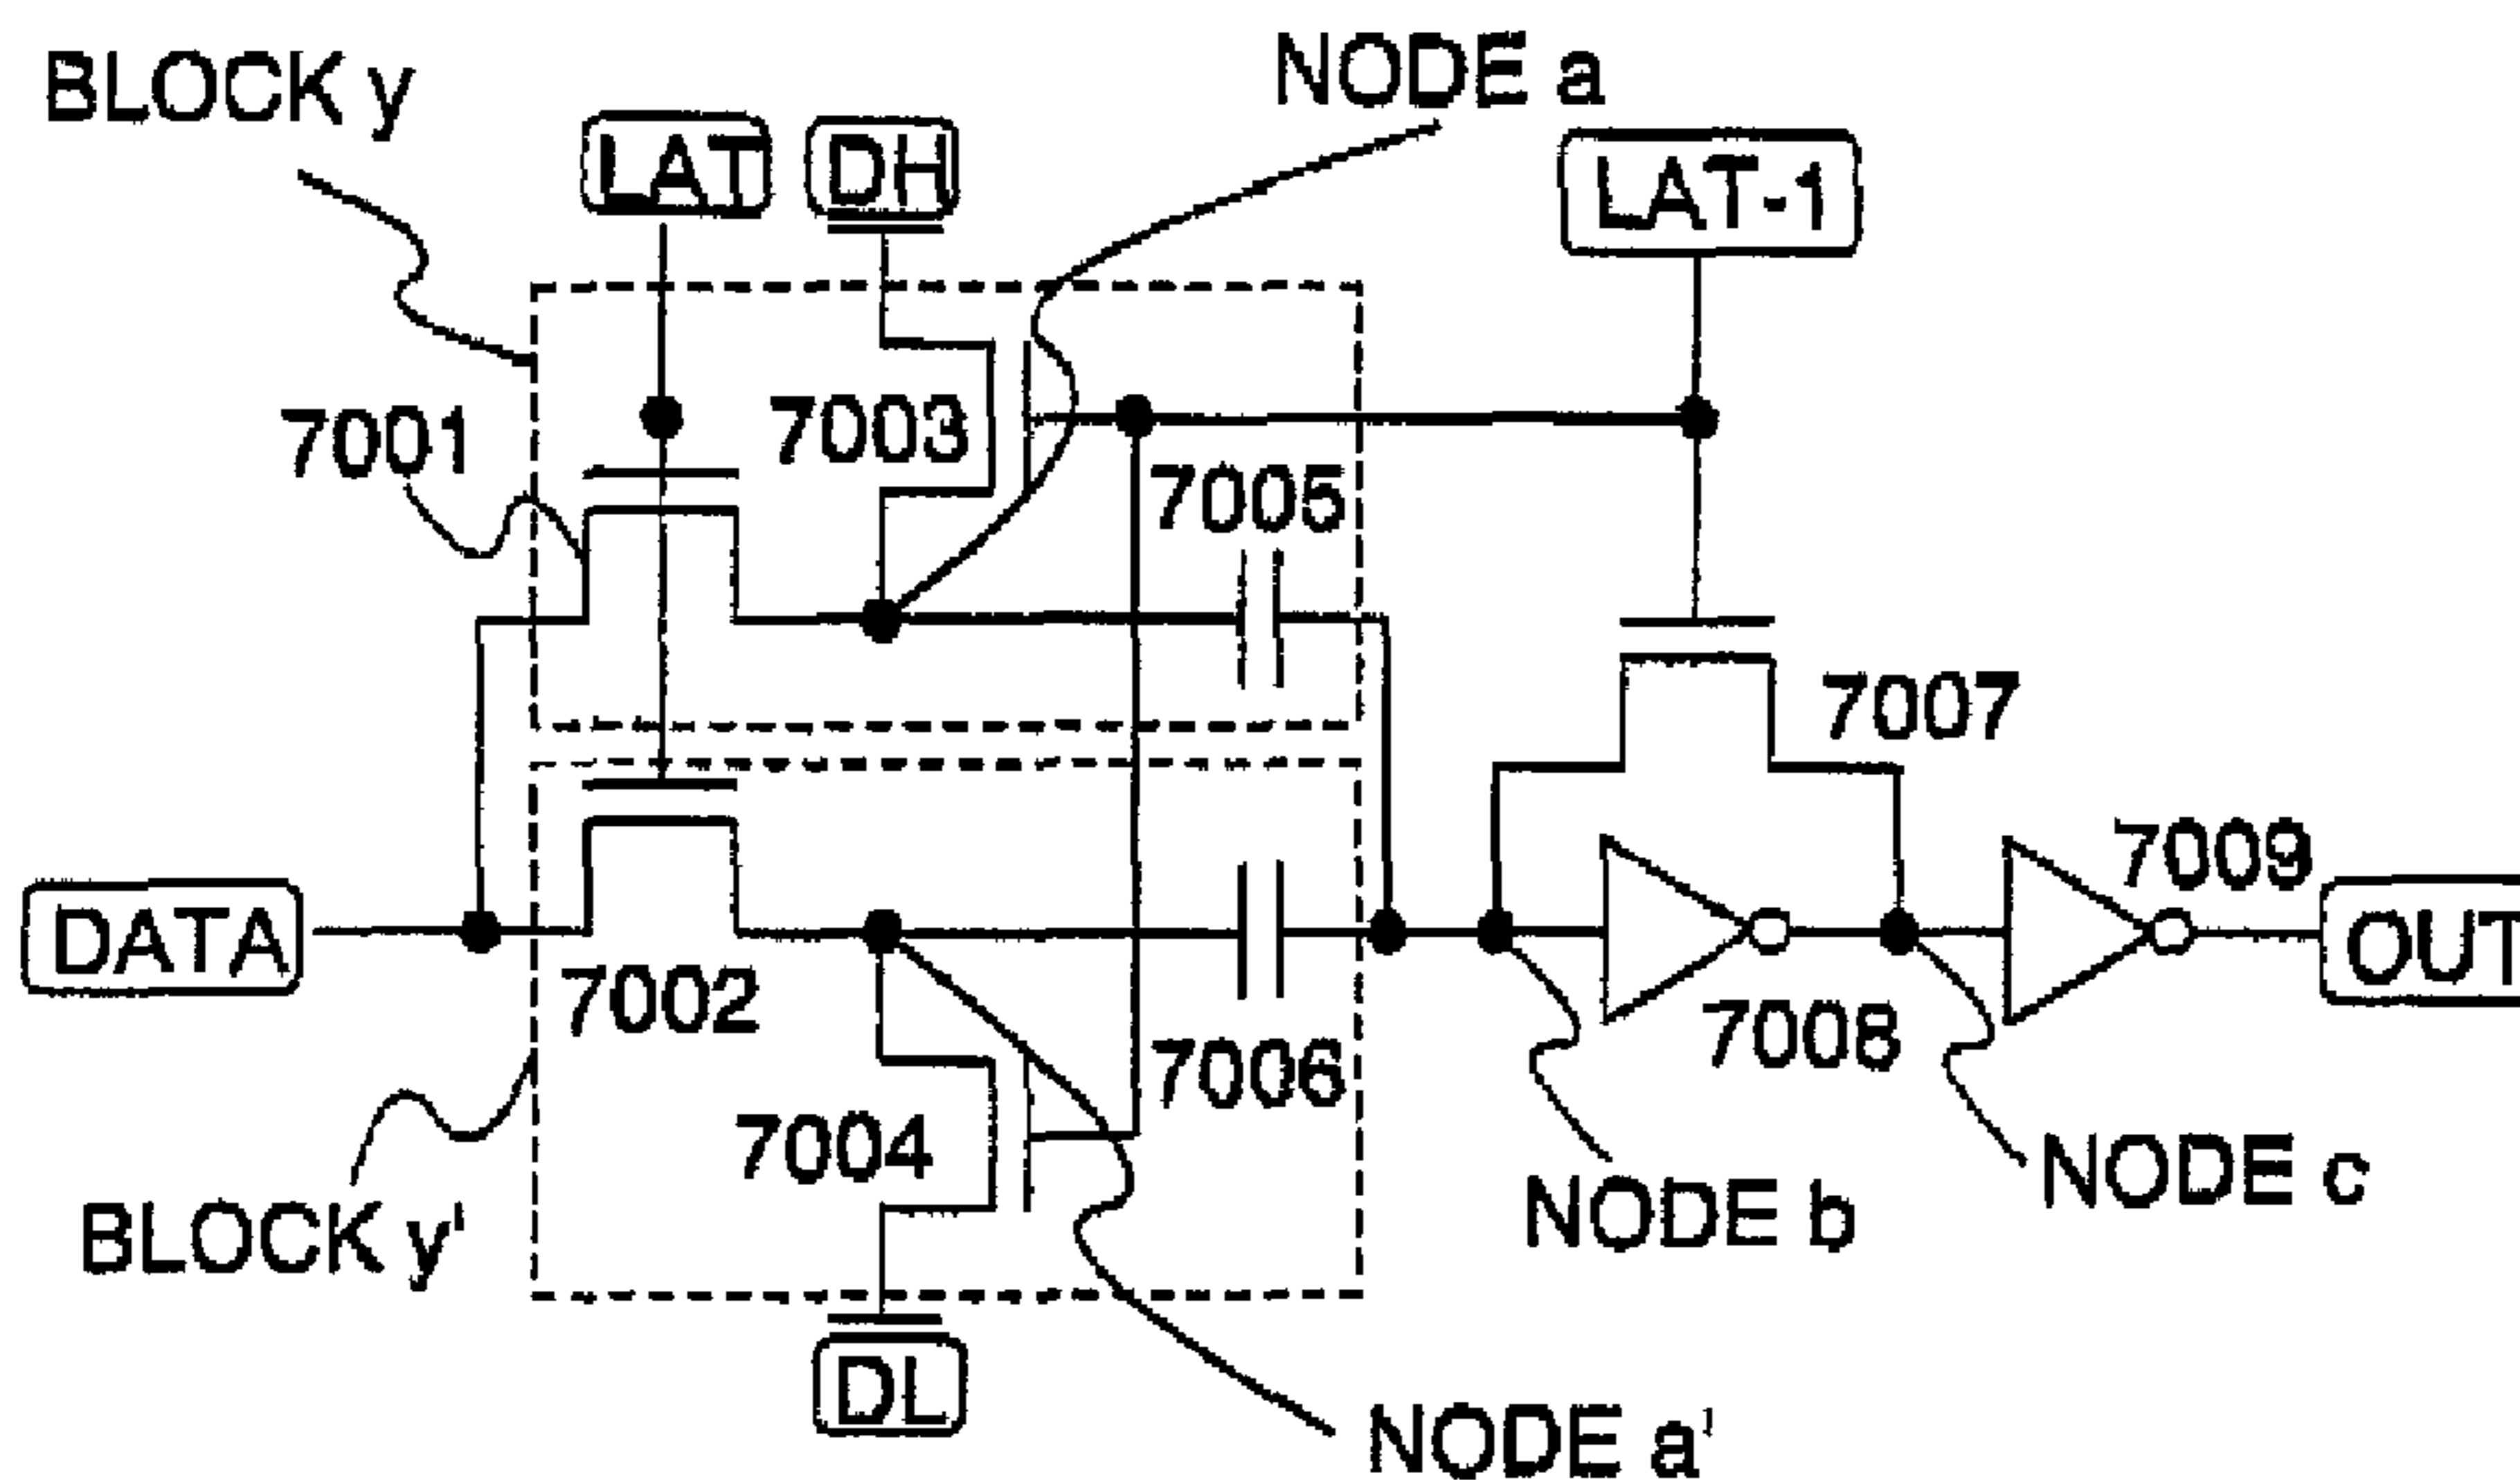 BLOCK y
NODE a
LAT
DH
LAT-1
7001
7003
7005
7007
7009
DATA
OUT
7002
7008
7006
7004
NODE c
NODE b
BLOCK y'
DL
NODE a'